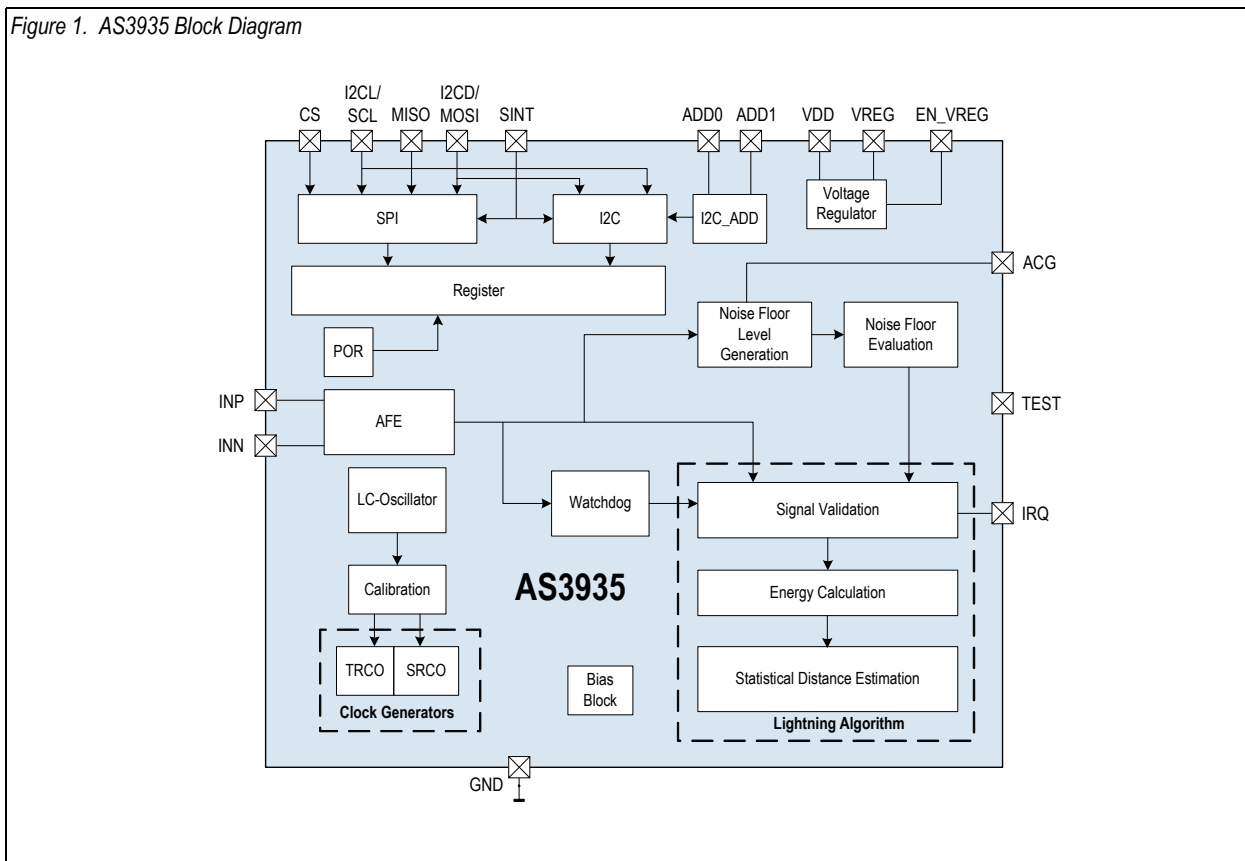 Figure 1. AS3935 Block Diagram
CS
I2CL/
SCL
MISO
I2CD/
MOSI
SINT
ADD0
ADD1
VDD
VREG
EN_VREG
SPI
I2C
I2C_ADD
Voltage
Regulator
Register
ACG
POR
Noise Floor
Level
Generation
Noise Floor
Evaluation
INP
INN
AFE
TEST
LC-Oscillator
Watchdog
Signal Validation
IRQ
Calibration
AS3935
Energy Calculation
TRCO
SRCO
Clock Generators
Bias
Block
Statistical Distance Estimation
Lightning Algorithm
GND